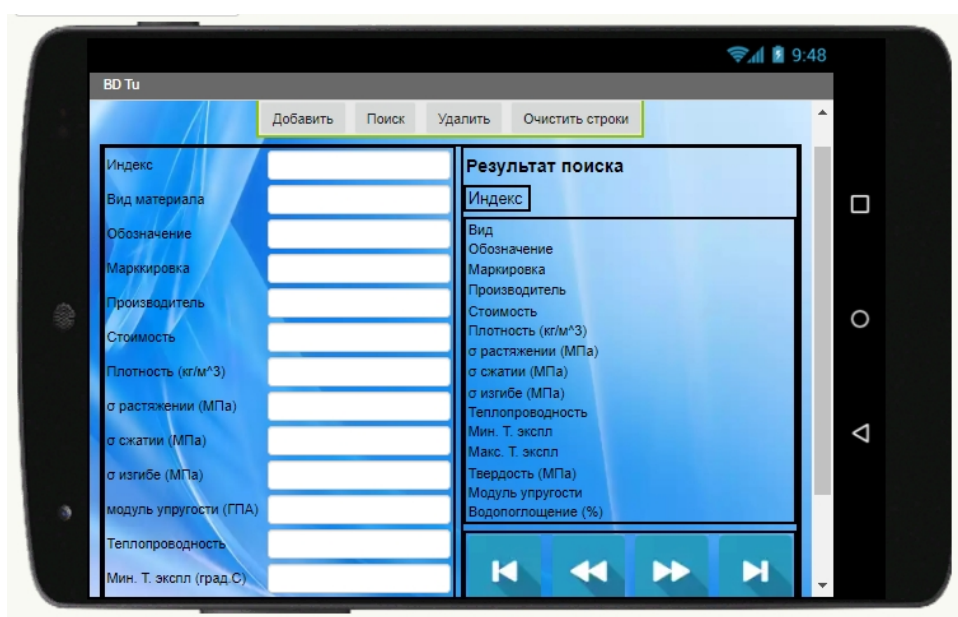 9:48
BD Tu
Добавить Поиск Удалить Очистить строки
Индекс
Вид материала
Обозначение
Марккировка
Производитель
Стоимость
Плотность (кг/м^3)
σ растяжении (МПа)
σ сжатии (МПа)
σ изгибе (МПа)
модуль упругости (ГПА)
Теплопроводность
Мин. Т. экспл (град.С)
Результат поиска
Индекс
Вид
Обозначение
Маркировка
Производитель
Стоимость
Плотность (кг/м^3)
σ растяжении (МПа)
σ сжатии (МПа)
σ изгибе (МПа)
Теплопроводность
Мин. Т. экспл
Макс. Т. экспл
Твердость (МПа)
Модуль упругости
Водопоглощение (%)